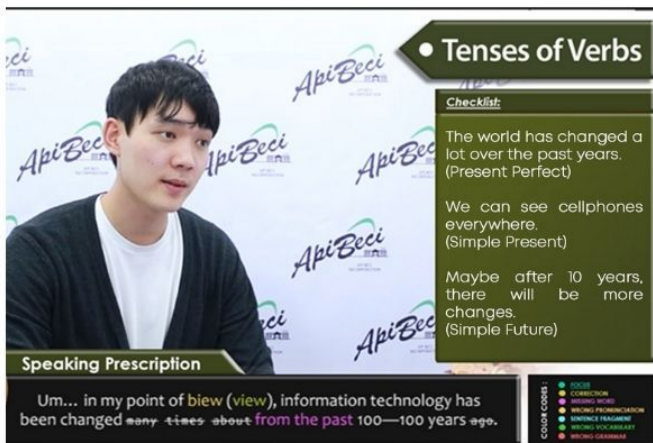 ApiBeci
ApiBeci
ApiBeci
ApiBeci
ApiBeci
ApiBeci
• Tenses of Verbs
Checklist:
The world has changed a
lot over the past years.
(Present Perfect)
We can see cellphones
everywhere.
(Simple Present)
Maybe after 10 years,
there will be more
changes.
(Simple Future)
Speaking Prescription
Um... in my point of biew (view), information technology has
been changed many times about from the past 100—100 years ago.
COLOR CODES :
FOCUS
CORRECTION
MISSING WORD
WRONG PRONUNCIATION
SENTENCE FRAGMENT
WRONG VOCABULARY
WRONG GRAMMAR